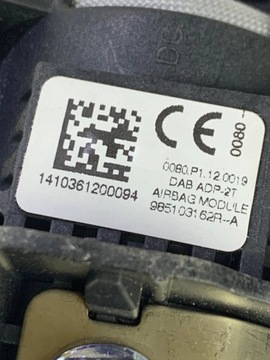 CE
0080
0080.P1.12.0019
DAB ADP-2T
AIRBAG MODULE
985103162R--A
1410361200094